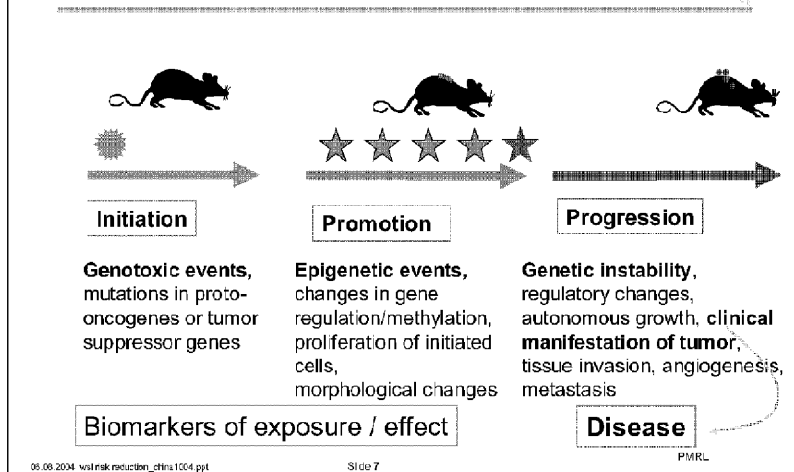 Initiation
Promotion
Progression
Genotoxic events,
mutations in proto-
oncogenes or tumor
suppressor genes
Epigenetic events,
changes in gene
regulation/methylation,
proliferation of initiated
cells,
morphological changes
Genetic instability,
regulatory changes,
autonomous growth, clinical
manifestation of tumor,
tissue invasion, angiogenesis,
metastasis
Biomarkers of exposure / effect
Disease
PMRL
reduction_china1004.ppt
Slide 7